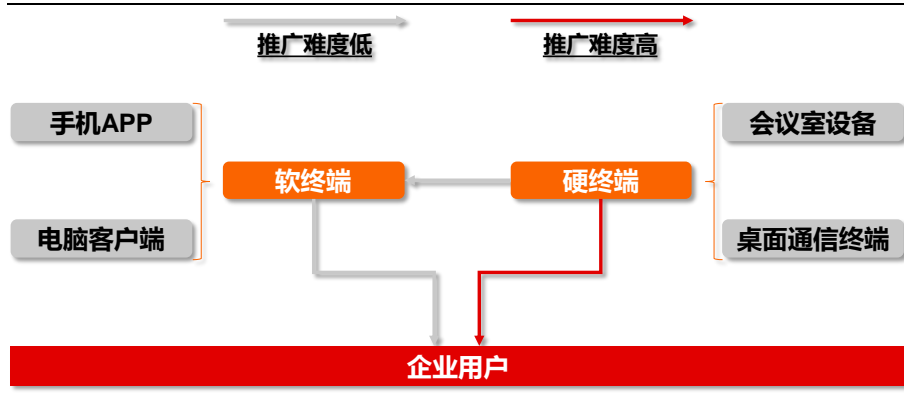 推广难度低
推广难度高
手机APP
会议室设备
软终端
硬终端
电脑客户端
桌面通信终端
企业用户